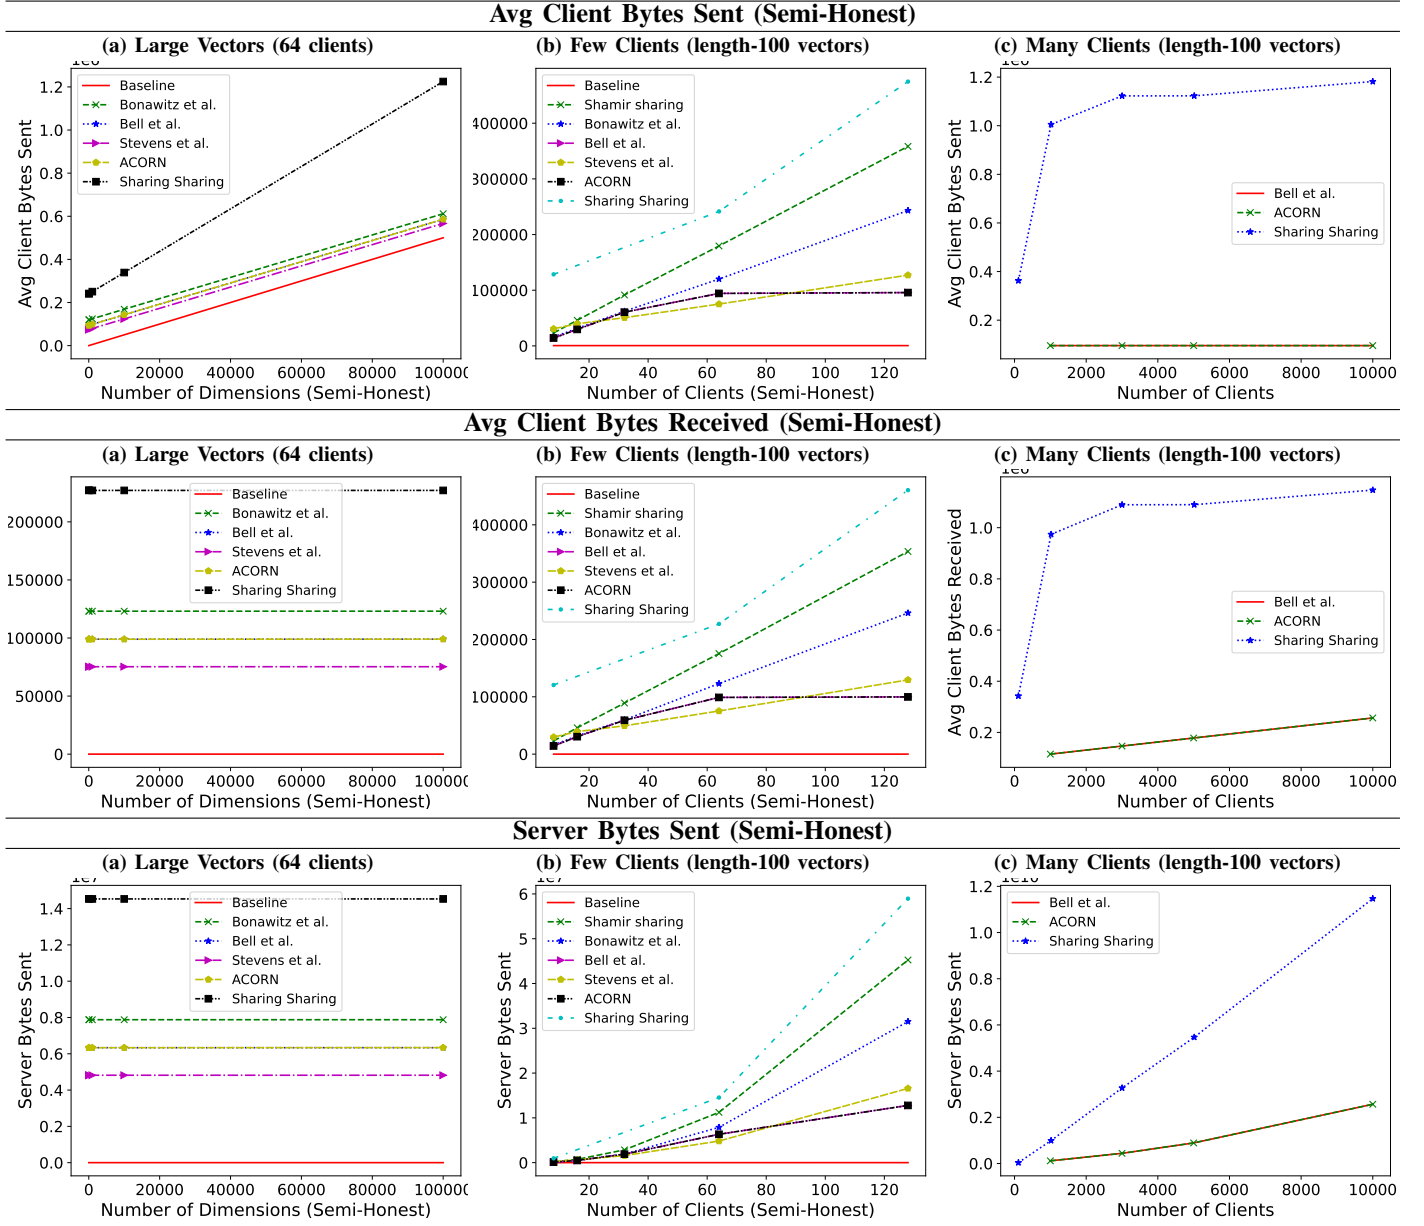 Avg Client Bytes Sent (Semi-Honest)
(a) Large Vectors (64 clients)
Avg Client Bytes Sent
1.2
1.0
0.8
0.6
0.4
0.2
0.0
Baseline
Bonawitz et al.
Bell et al.
Stevens et al.
ACORN
Sharing Sharing
0 20000 40000 60000 80000 100000
Number of Dimensions (Semi-Honest)
(b) Few Clients (length-100 vectors)
400000
300000
200000
100000
0
Baseline
Shamir sharing
Bonawitz et al.
Bell et al.
Stevens et al.
ACORN
Sharing Sharing
20 40 60 80 100 120
Number of Clients (Semi-Honest)
(c) Many Clients (length-100 vectors)
Avg Client Bytes Sent
1.2
1.0
0.8
0.6
0.4
0.2
Bell et al.
ACORN
Sharing Sharing
0 2000 4000 6000 8000 10000
Number of Clients
Avg Client Bytes Received (Semi-Honest)
(a) Large Vectors (64 clients)
200000
150000
100000
50000
0
Baseline
Bonawitz et al.
Bell et al.
Stevens et al.
ACORN
Sharing Sharing
0 20000 40000 60000 80000 100000
Number of Dimensions (Semi-Honest)
(b) Few Clients (length-100 vectors)
400000
300000
200000
100000
0
Baseline
Shamir sharing
Bonawitz et al.
Bell et al.
Stevens et al.
ACORN
Sharing Sharing
20 40 60 80 100 120
Number of Clients (Semi-Honest)
(c) Many Clients (length-100 vectors)
Avg Client Bytes Received
1.0
0.8
0.6
0.4
0.2
Bell et al.
ACORN
Sharing Sharing
0 2000 4000 6000 8000 10000
Number of Clients
Server Bytes Sent (Semi-Honest)
(a) Large Vectors (64 clients)
1e7
Server Bytes Sent
1.4
1.2
1.0
0.8
0.6
0.4
0.2
0.0
Baseline
Bonawitz et al.
Bell et al.
Stevens et al.
ACORN
Sharing Sharing
0 20000 40000 60000 80000 100000
Number of Dimensions (Semi-Honest)
(b) Few Clients (length-100 vectors)
1e7
Server Bytes Sent
6
5
4
3
2
1
0
Baseline
Shamir sharing
Bonawitz et al.
Bell et al.
Stevens et al.
ACORN
Sharing Sharing
20 40 60 80 100 120
Number of Clients (Semi-Honest)
(c) Many Clients (length-100 vectors)
Server Bytes Sent
1.2
1.0
0.8
0.6
0.4
0.2
0.0
Bell et al.
ACORN
Sharing Sharing
0 2000 4000 6000 8000 10000
Number of Clients